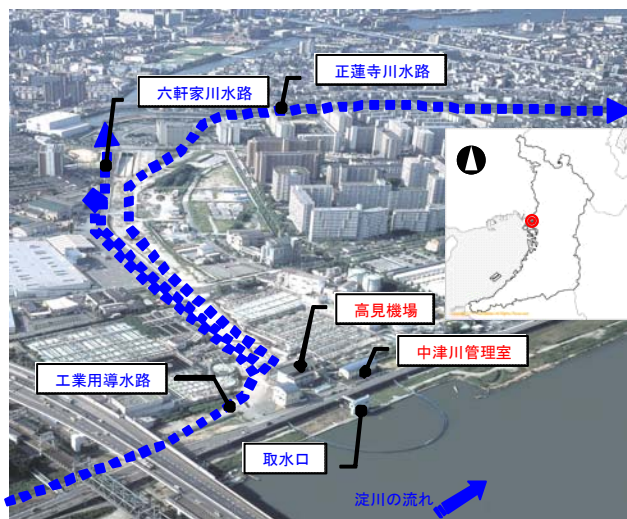 正蓮寺川水路
六軒家川水路
高見機場
中津川管理室
工業用導水路
取水口
淀川の流れ